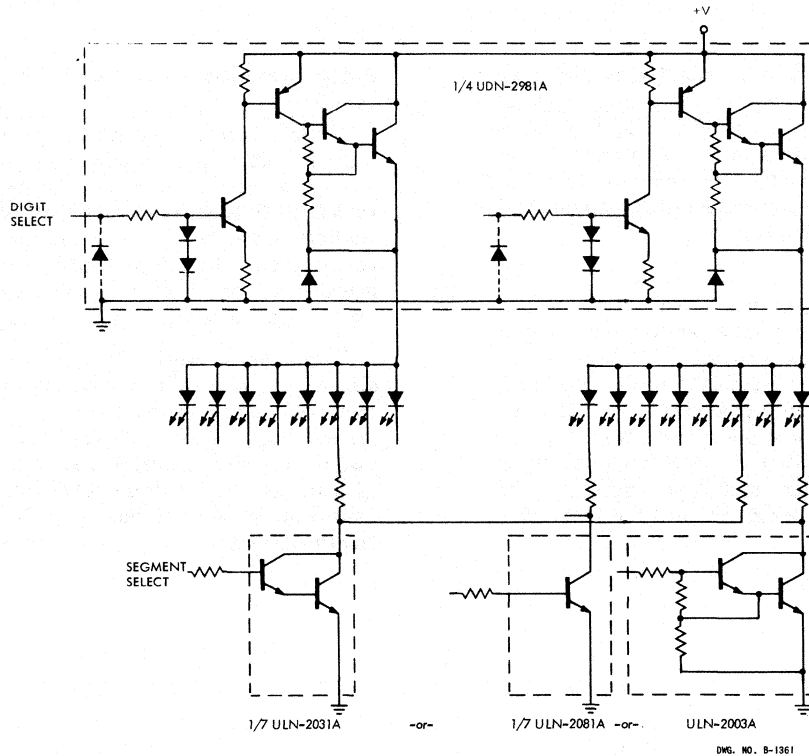 +V
1/4 UDN-2981A
DIGIT
SELECT
SEGMENT
SELECT
1/7 ULN-2031A
-or-
1/7 ULN-2081A
-or-
ULN-2003A
DWG. NO. B-1361